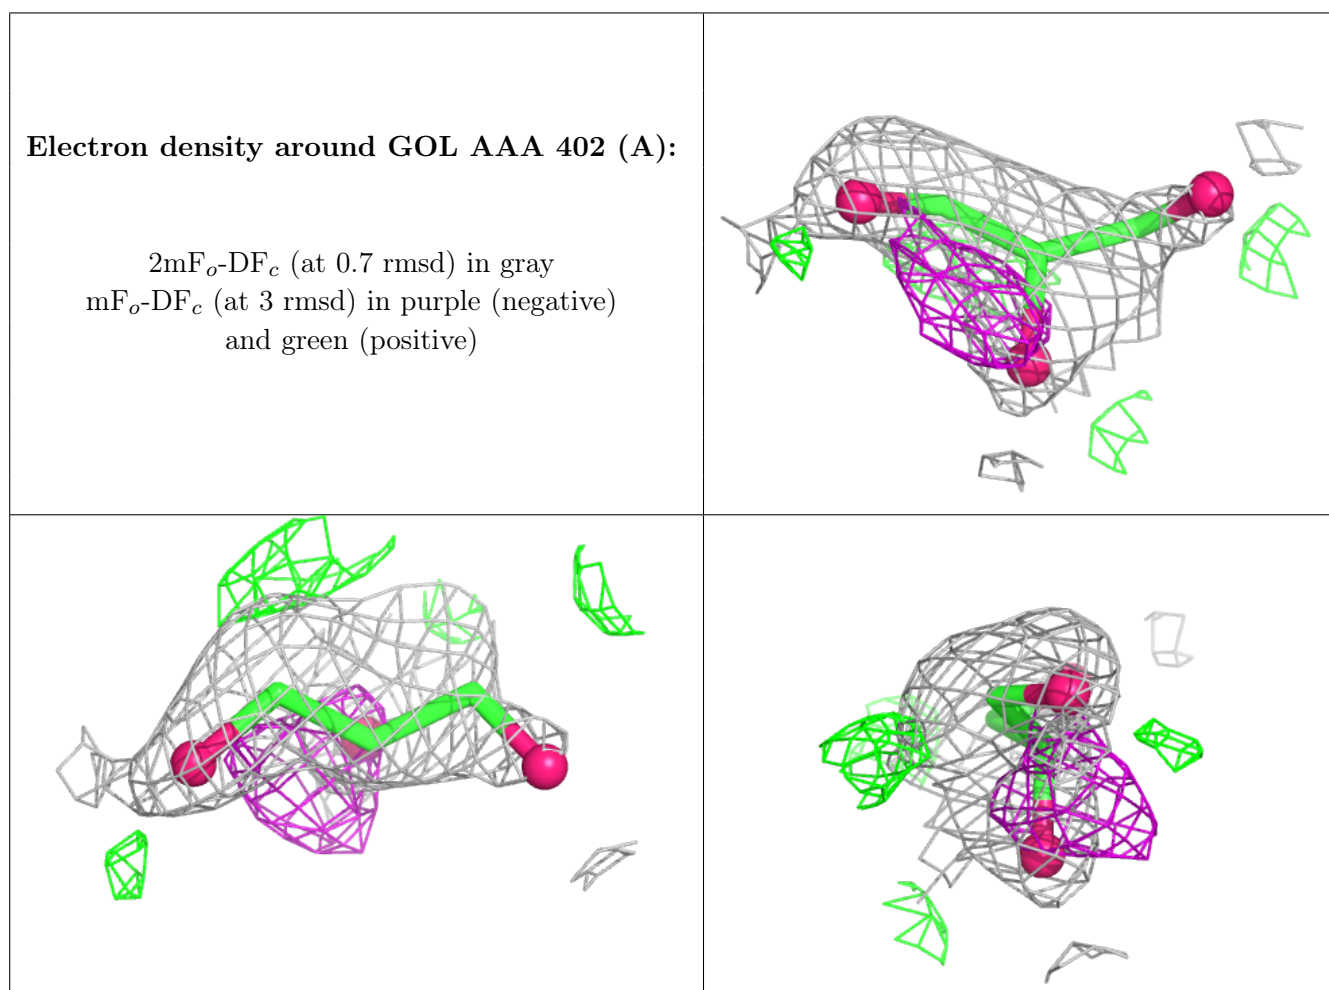 Electron density around GOL AAA 402 (A):
2mFₒ-DF𝒸 (at 0.7 rmsd) in gray
mFₒ-DF𝒸 (at 3 rmsd) in purple (negative)
and green (positive)